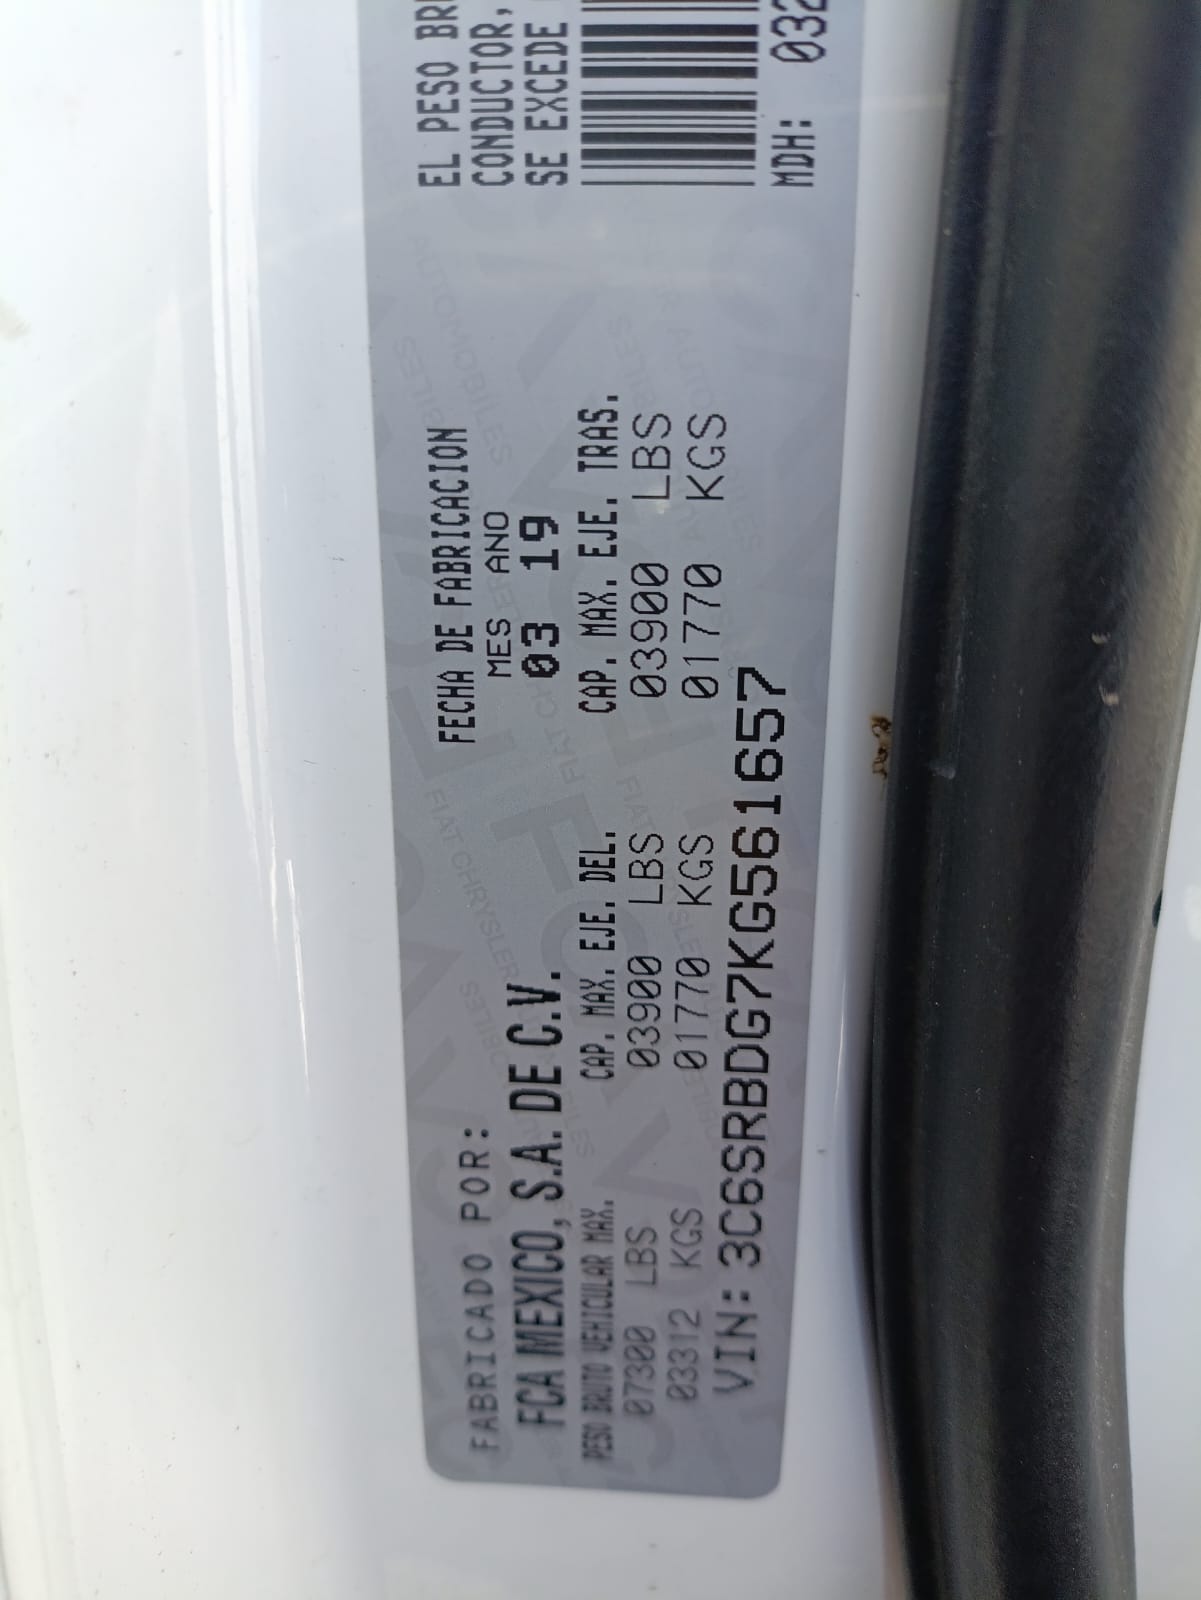 FABRICADO POR:
FCA MEXICO, S.A. DE C.V.
FECHA DE FABRICACION
MES ANO
03 19
PESO BRUTO VEHICULAR MAX.
07300 LBS
03312 KGS
CAP. MAX. EJE. DEL.
03900 LBS
01770 KGS
CAP. MAX. EJE. TRAS.
03900 LBS
01770 KGS
VIN: 3C6SRBDG7KG561657
EL PESO
CONDUCTOR,
SE EXCEDE
MDH: 032